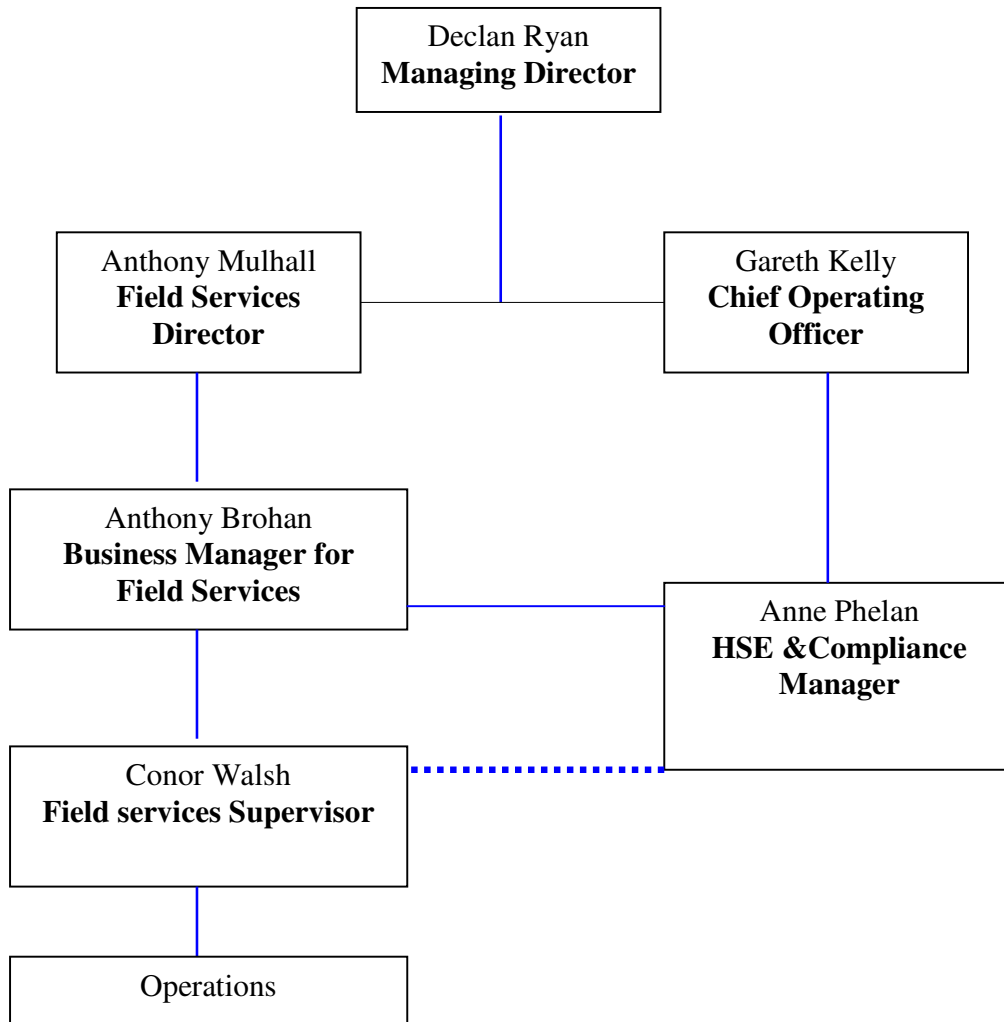 Declan Ryan
Managing Director
Anthony Mulhall
Field Services
Director
Gareth Kelly
Chief Operating
Officer
Anthony Brohan
Business Manager for
Field Services
Anne Phelan
HSE &Compliance
Manager
Conor Walsh
Field services Supervisor
Operations